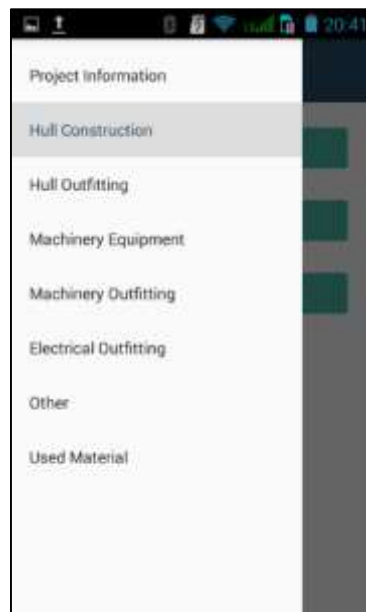 20:41
Project Information
Hull Construction
Hull Outfitting
Machinery Equipment
Machinery Outfitting
Electrical Outfitting
Other
Used Material